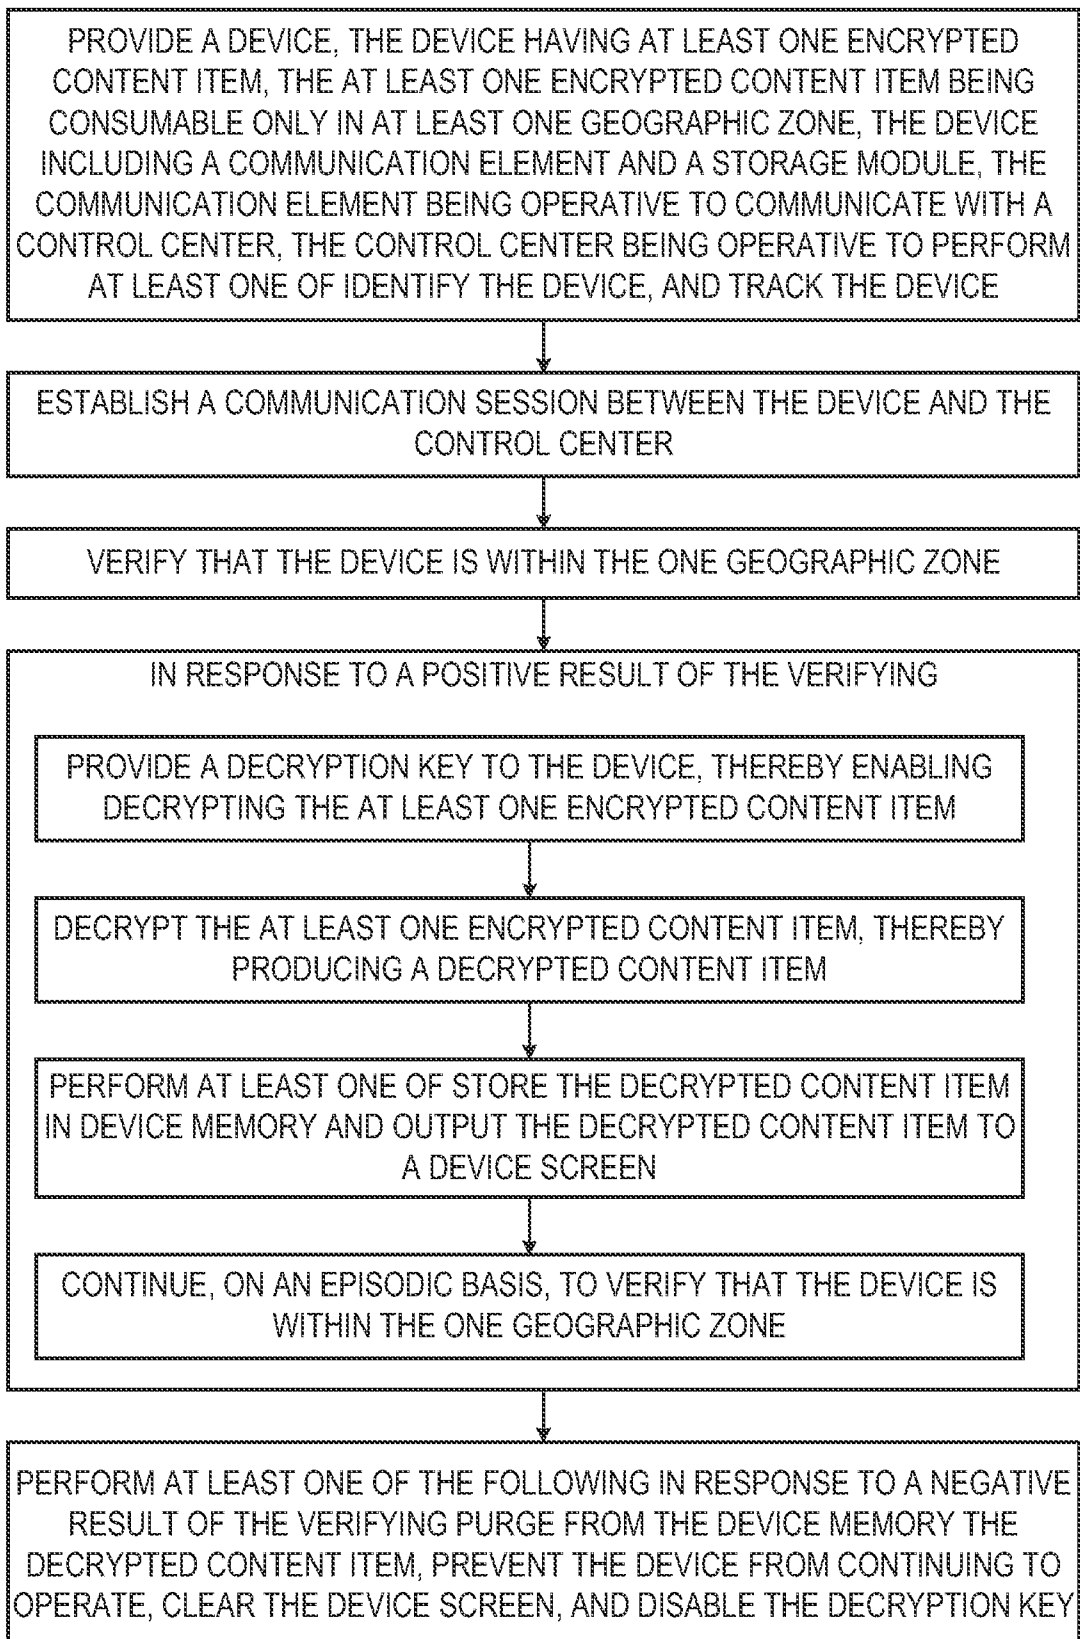 PROVIDE A DEVICE, THE DEVICE HAVING AT LEAST ONE ENCRYPTED
CONTENT ITEM, THE AT LEAST ONE ENCRYPTED CONTENT ITEM BEING
CONSUMABLE ONLY IN AT LEAST ONE GEOGRAPHIC ZONE, THE DEVICE
INCLUDING A COMMUNICATION ELEMENT AND A STORAGE MODULE, THE
COMMUNICATION ELEMENT BEING OPERATIVE TO COMMUNICATE WITH A
CONTROL CENTER, THE CONTROL CENTER BEING OPERATIVE TO PERFORM
AT LEAST ONE OF IDENTIFY THE DEVICE, AND TRACK THE DEVICE
ESTABLISH A COMMUNICATION SESSION BETWEEN THE DEVICE AND THE
CONTROL CENTER
VERIFY THAT THE DEVICE IS WITHIN THE ONE GEOGRAPHIC ZONE
IN RESPONSE TO A POSITIVE RESULT OF THE VERIFYING
PROVIDE A DECRYPTION KEY TO THE DEVICE, THEREBY ENABLING
DECRYPTING THE AT LEAST ONE ENCRYPTED CONTENT ITEM
DECRYPT THE AT LEAST ONE ENCRYPTED CONTENT ITEM, THEREBY
PRODUCING A DECRYPTED CONTENT ITEM
PERFORM AT LEAST ONE OF STORE THE DECRYPTED CONTENT ITEM
IN DEVICE MEMORY AND OUTPUT THE DECRYPTED CONTENT ITEM TO
A DEVICE SCREEN
CONTINUE, ON AN EPISODIC BASIS, TO VERIFY THAT THE DEVICE IS
WITHIN THE ONE GEOGRAPHIC ZONE
PERFORM AT LEAST ONE OF THE FOLLOWING IN RESPONSE TO A NEGATIVE
RESULT OF THE VERIFYING PURGE FROM THE DEVICE MEMORY THE
DECRYPTED CONTENT ITEM, PREVENT THE DEVICE FROM CONTINUING TO
OPERATE, CLEAR THE DEVICE SCREEN, AND DISABLE THE DECRYPTION KEY